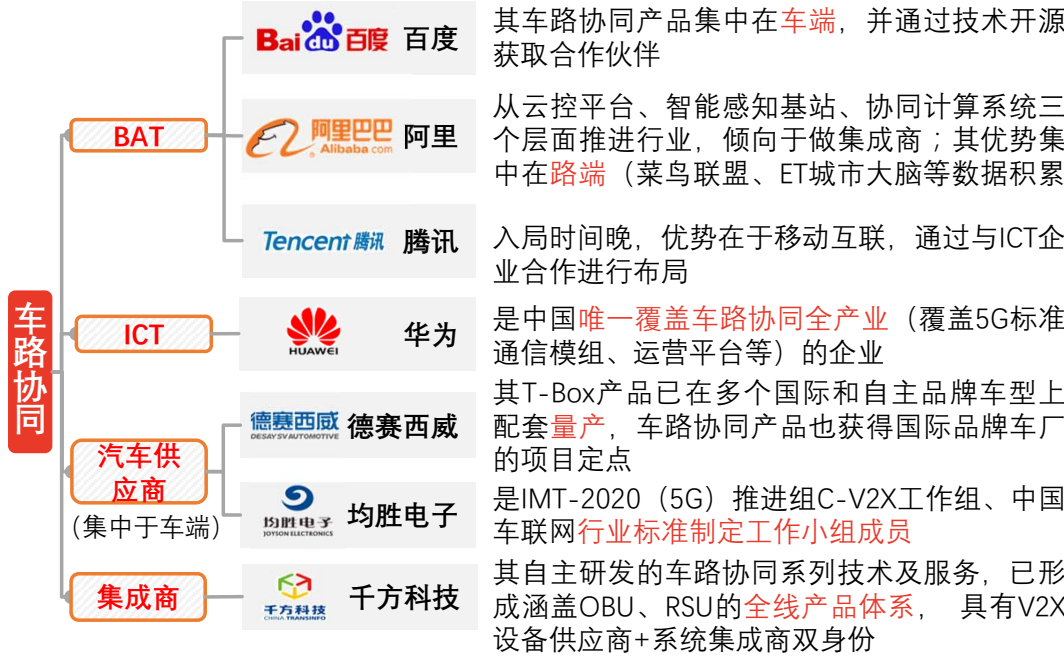 车路协同
BAT
Bai du 百度 百度
其车路协同产品集中在车端，并通过技术开源
获取合作伙伴
阿里巴巴
Alibaba.com
阿里
从云控平台、智能感知基站、协同计算系统三
个层面推进行业，倾向于做集成商；其优势集
中在路端（菜鸟联盟、ET城市大脑等数据积累
Tencent 腾讯 腾讯
入局时间晚，优势在于移动互联，通过与ICT企
业合作进行布局
ICT
HUAWEI
华为
是中国唯一覆盖车路协同全产业（覆盖5G标准
通信模组、运营平台等）的企业
汽车供
应商
（集中于车端）
德赛西威
DESAY SV AUTOMOTIVE
德赛西威
其T-Box产品已在多个国际和自主品牌车型上
配套量产，车路协同产品也获得国际品牌车厂
的项目定点
均胜电子
JOYSON ELECTRONICS
均胜电子
是IMT-2020（5G）推进组C-V2X工作组、中国
车联网行业标准制定工作小组成员
集成商
千方科技
CHINA TRANSINFO
千方科技
其自主研发的车路协同系列技术及服务，已形
成涵盖OBU、RSU的全线产品体系， 具有V2X
设备供应商+系统集成商双身份